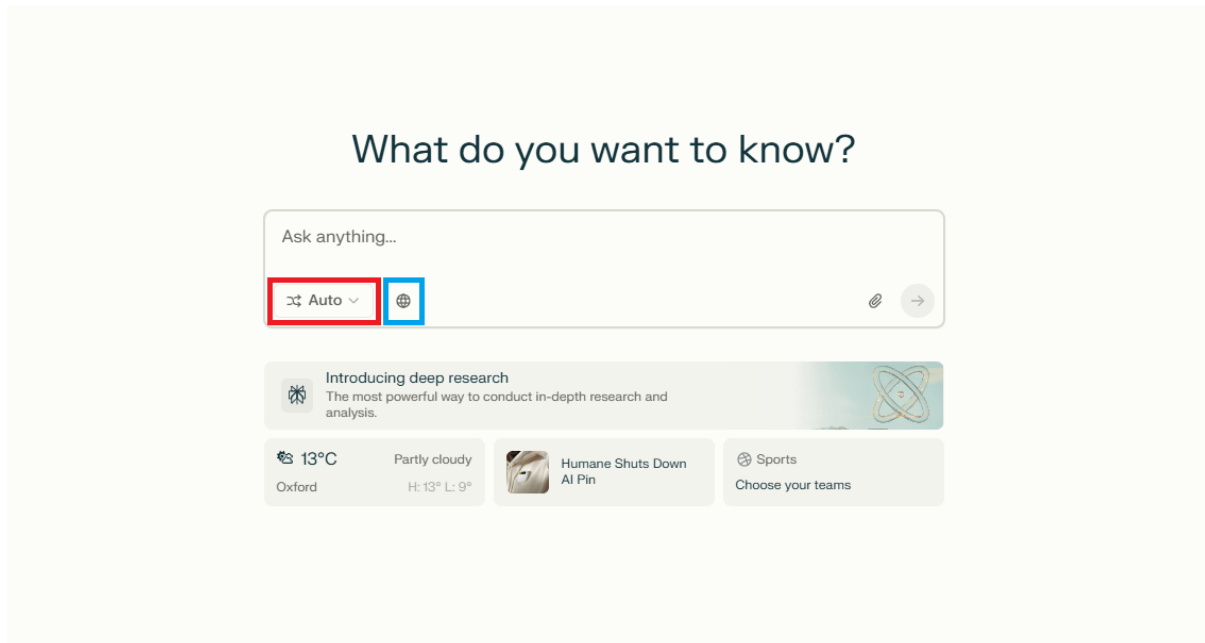 What do you want to know?
Ask anything...
Auto
Introducing deep research
The most powerful way to conduct in-depth research and
analysis.
13°C
Partly cloudy
Oxford
H: 13° L: 9°
Humane Shuts Down
AI Pin
Sports
Choose your teams